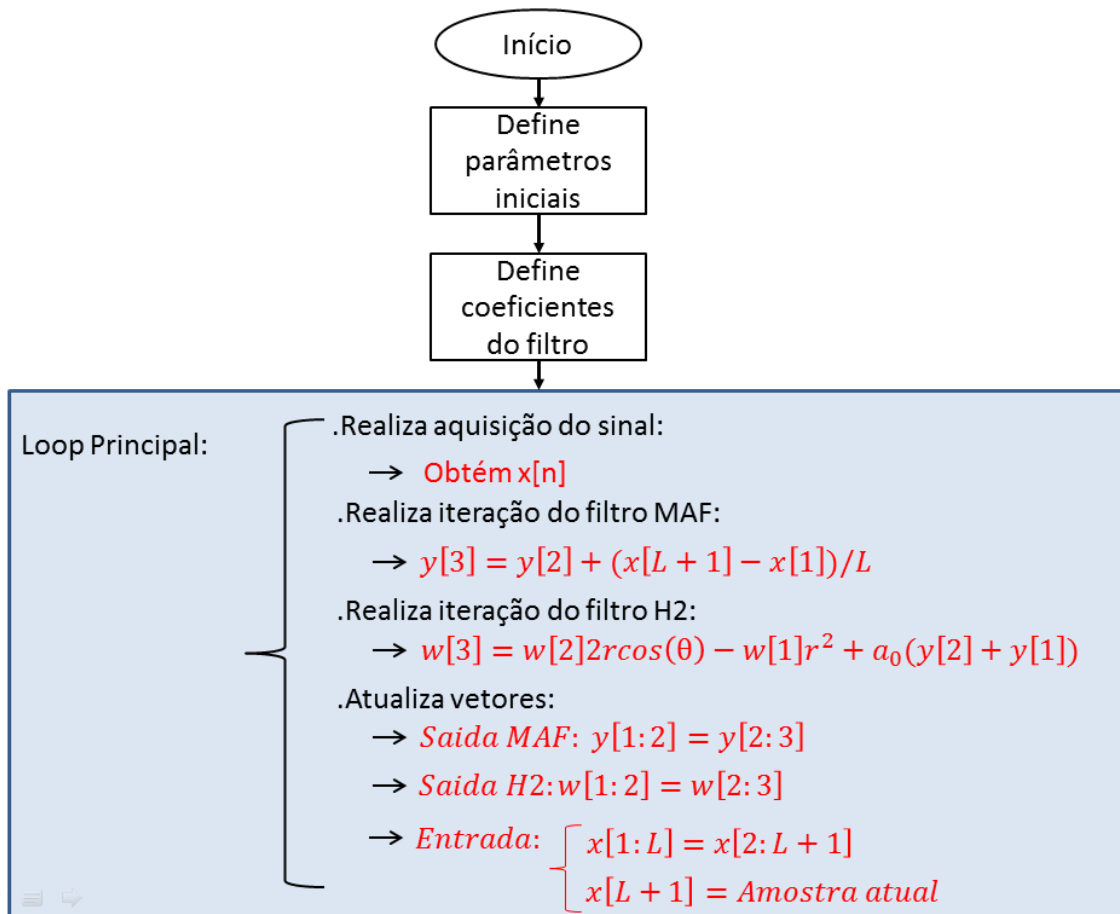 Início
Define
parâmetros
iniciais
Define
coeficientes
do filtro
Loop Principal:
.Realiza aquisição do sinal:
→ Obtém x[n]
.Realiza iteração do filtro MAF:
→ y[3] = y[2] + (x[L + 1] − x[1])/L
.Realiza iteração do filtro H2:
→ w[3] = w[2]2rcos(θ) − w[1]r² + a₀(y[2] + y[1])
.Atualiza vetores:
→ Saida MAF: y[1: 2] = y[2: 3]
→ Saida H2: w[1: 2] = w[2: 3]
→ Entrada: { x[1: L] = x[2: L + 1]
x[L + 1] = Amostra atual